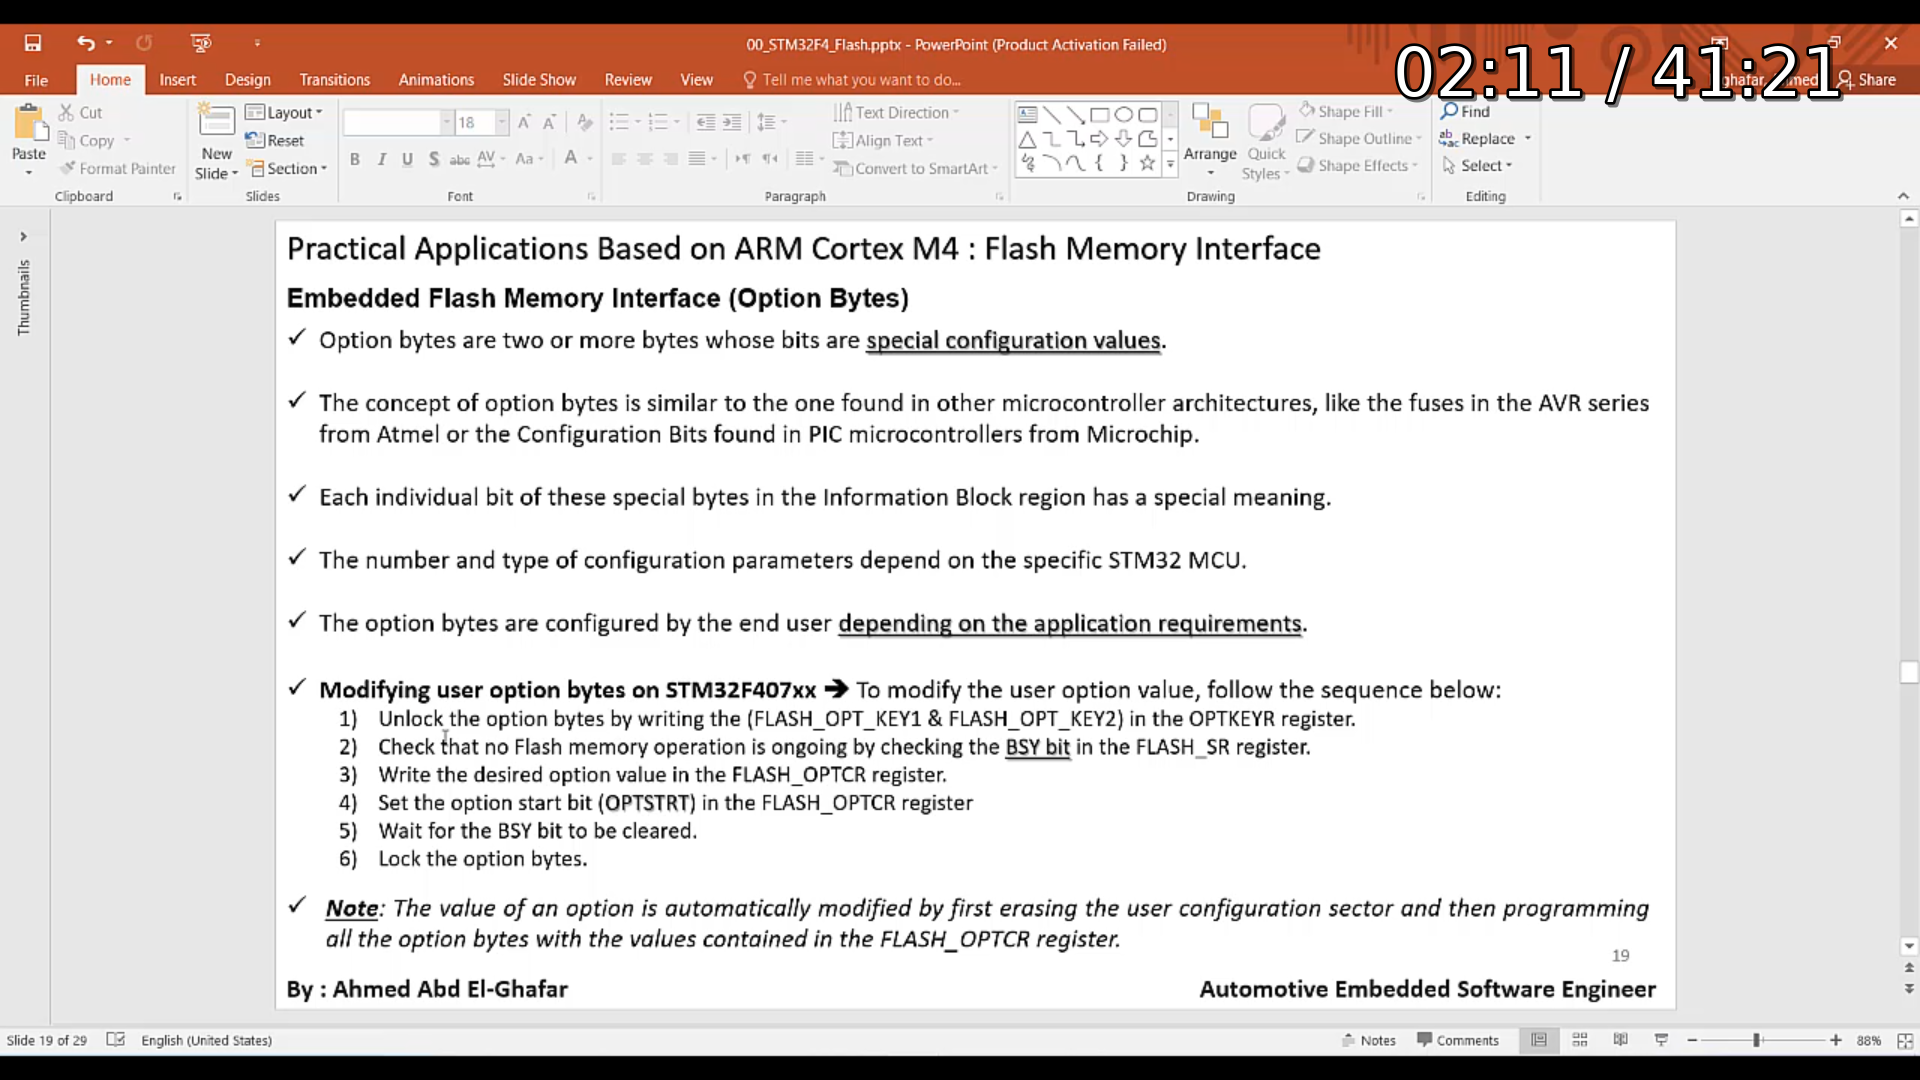 00_STM32F4_Flash.pptx - PowerPoint (Product Activation Failed)
02:11 / 41:21
File Home Insert Design Transitions Animations Slide Show Review View Tell me what you want to do... Share
Paste
Cut
Copy
Format Painter
Clipboard
New
Slide
Layout
Reset
Section
Slides
18
B I U S abc AV Aa A
Font
Text Direction
Align Text
Convert to SmartArt
Paragraph
Arrange
Quick
Styles
Shape Fill
Shape Outline
Shape Effects
Drawing
Find
Replace
Select
Editing
Thumbnails
Practical Applications Based on ARM Cortex M4 : Flash Memory Interface
Embedded Flash Memory Interface (Option Bytes)
✓ Option bytes are two or more bytes whose bits are special configuration values.
✓ The concept of option bytes is similar to the one found in other microcontroller architectures, like the fuses in the AVR series
from Atmel or the Configuration Bits found in PIC microcontrollers from Microchip.
✓ Each individual bit of these special bytes in the Information Block region has a special meaning.
✓ The number and type of configuration parameters depend on the specific STM32 MCU.
✓ The option bytes are configured by the end user depending on the application requirements.
✓ Modifying user option bytes on STM32F407xx ➔ To modify the user option value, follow the sequence below:
1) Unlock the option bytes by writing the (FLASH_OPT_KEY1 & FLASH_OPT_KEY2) in the OPTKEYR register.
2) Check that no Flash memory operation is ongoing by checking the BSY bit in the FLASH_SR register.
3) Write the desired option value in the FLASH_OPTCR register.
4) Set the option start bit (OPTSTRT) in the FLASH_OPTCR register
5) Wait for the BSY bit to be cleared.
6) Lock the option bytes.
✓ Note: The value of an option is automatically modified by first erasing the user configuration sector and then programming
all the option bytes with the values contained in the FLASH_OPTCR register.
19
By : Ahmed Abd El-Ghafar
Automotive Embedded Software Engineer
Slide 19 of 29 English (United States) Notes Comments 88%